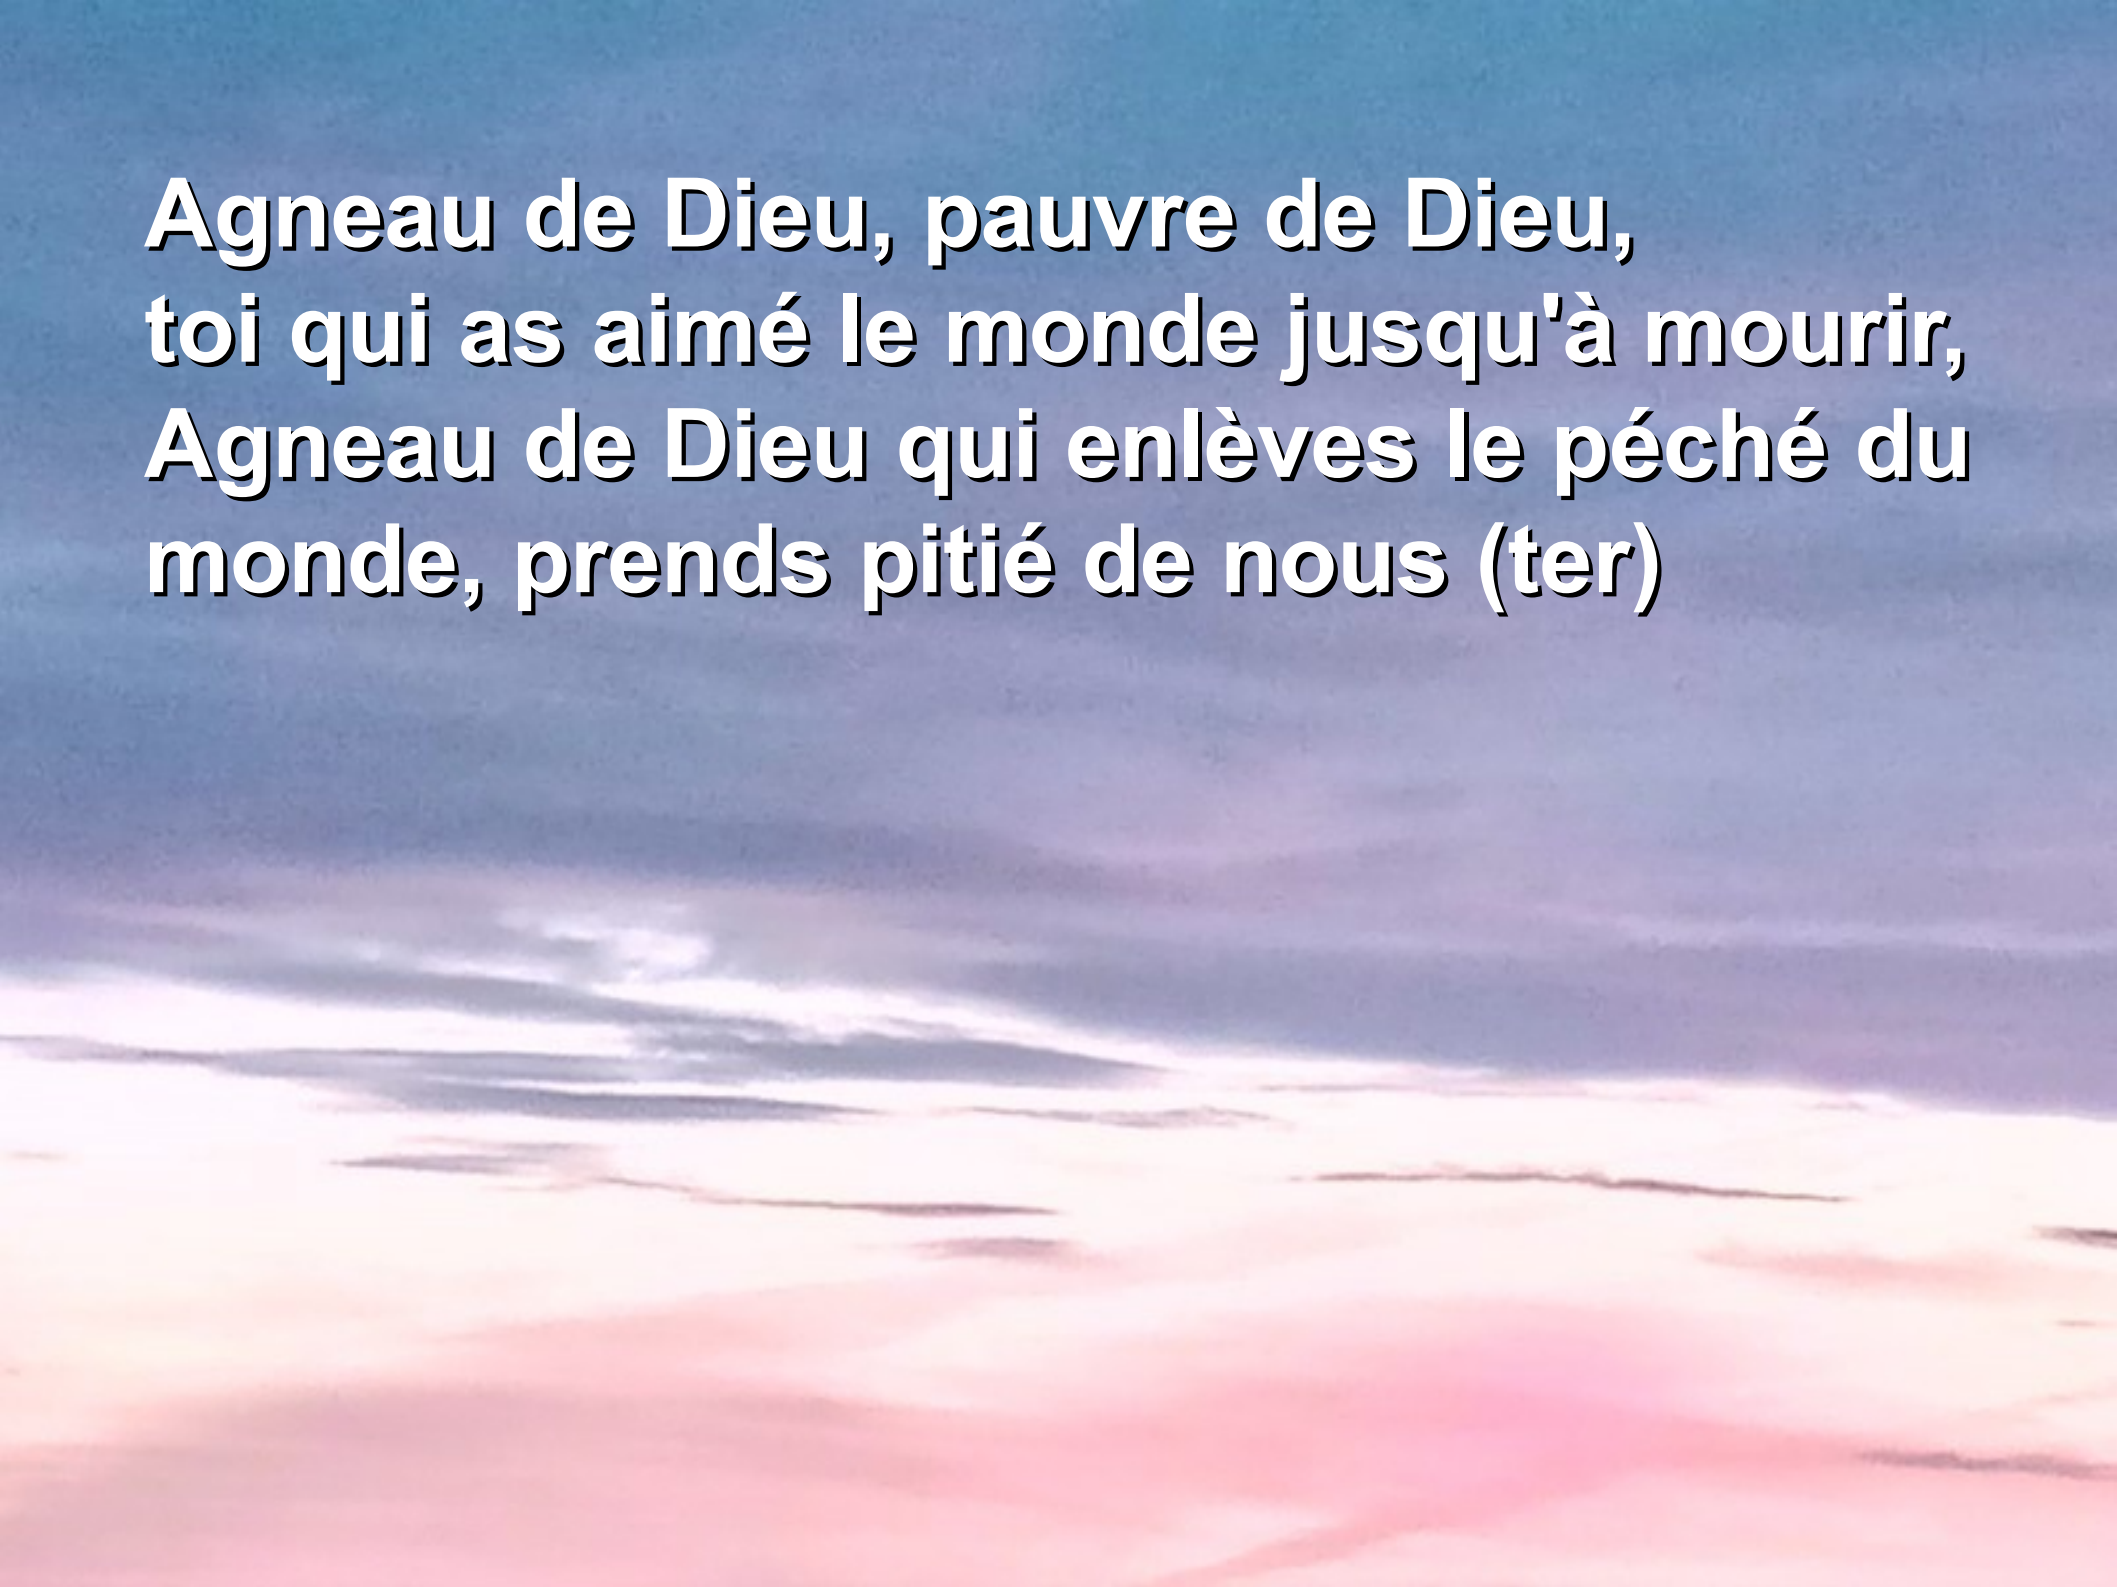 Agneau de Dieu, pauvre de Dieu,
toi qui as aimé le monde jusqu'à mourir,
Agneau de Dieu qui enlèves le péché du
monde, prends pitié de nous (ter)